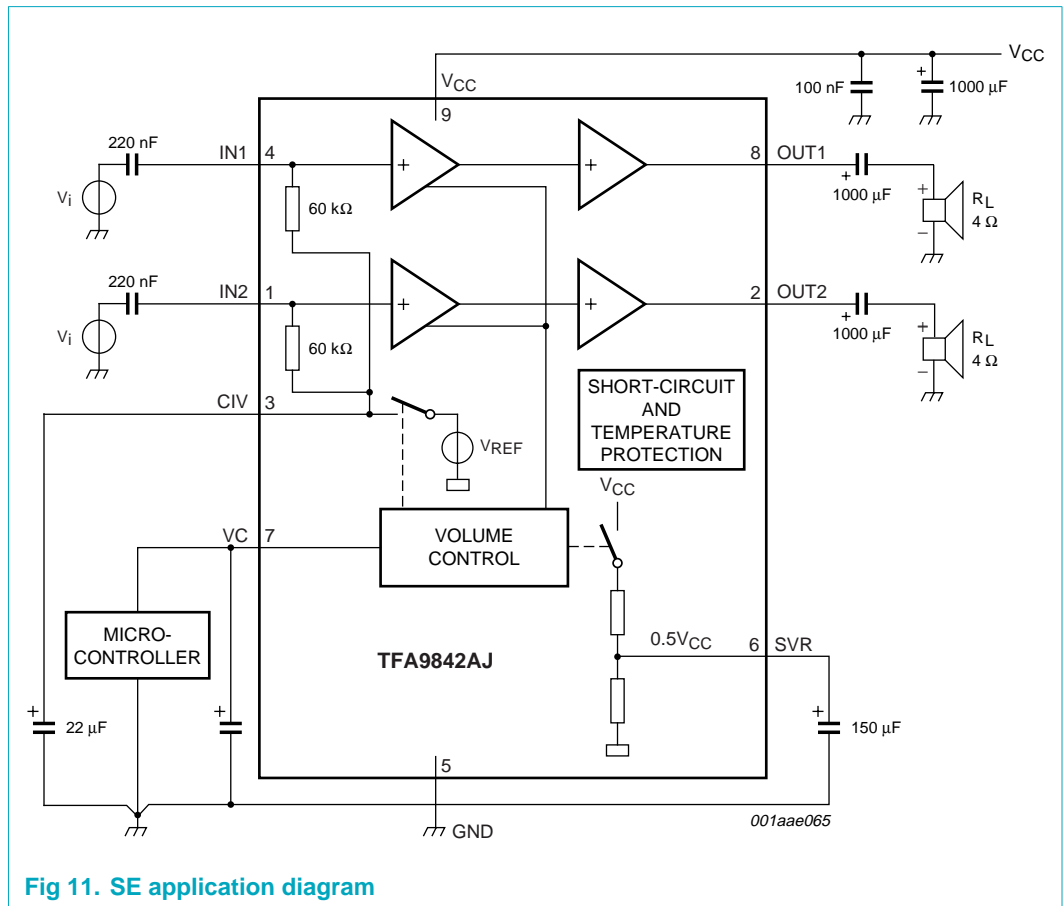 VCC
VCC
9
100 nF
+
1000 µF
220 nF
IN1
4
+
+
8
OUT1
Vi
60 kΩ
+
1000 µF
+
−
RL
4 Ω
220 nF
IN2
1
+
+
2
OUT2
Vi
60 kΩ
+
1000 µF
+
−
RL
4 Ω
CIV
3
VREF
SHORT-CIRCUIT
AND
TEMPERATURE
PROTECTION
VCC
VC
7
VOLUME
CONTROL
MICRO-
CONTROLLER
TFA9842AJ
0.5VCC
6
SVR
+
22 µF
+
+
150 µF
5
GND
001aae065
Fig 11. SE application diagram